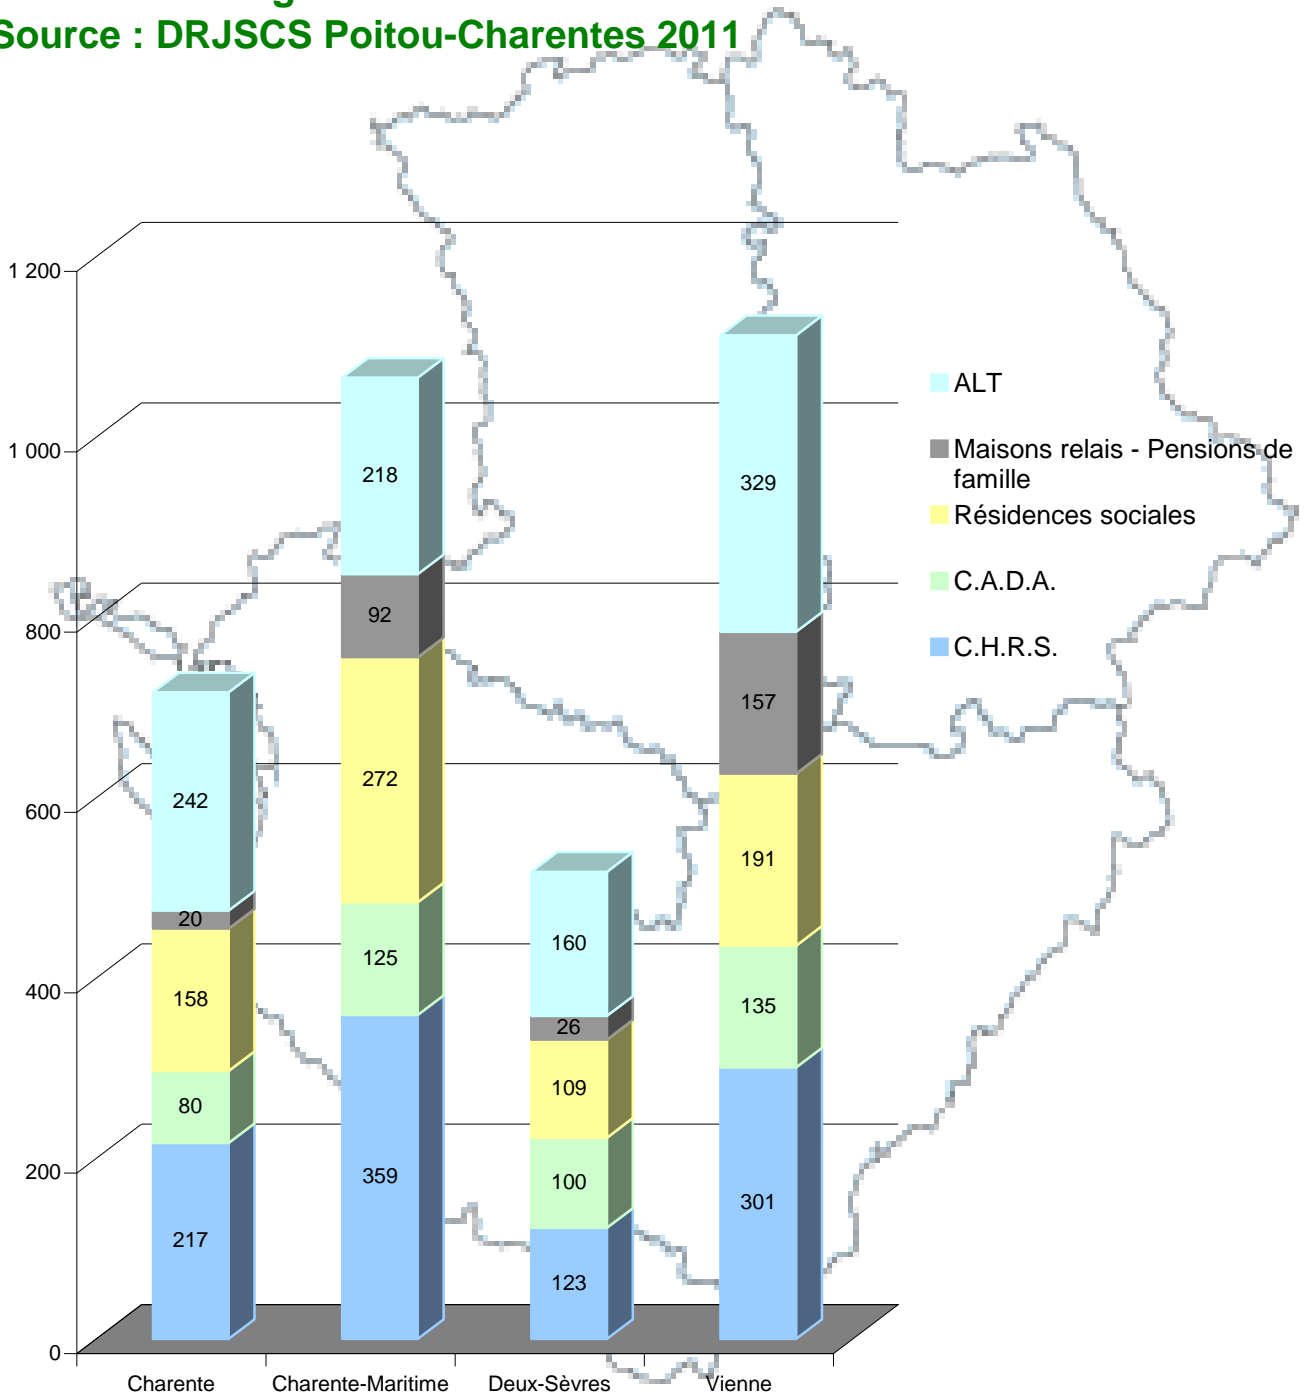 Source : DRJSCS Poitou-Charentes 2011
1 200
1 000
800
600
400
200
0
242
20
158
80
217
218
92
272
125
359
160
26
109
100
123
329
157
191
135
301
Charente
Charente-Maritime
Deux-Sèvres
Vienne
ALT
Maisons relais - Pensions de
famille
Résidences sociales
C.A.D.A.
C.H.R.S.